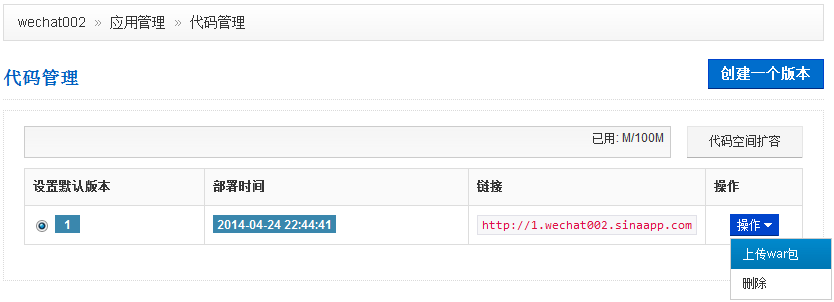 wechat002 » 应用管理 » 代码管理
代码管理 创建一个版本
已用: M/100M 代码空间扩容
设置默认版本 部署时间 链接 操作
1 2014-04-24 22:44:41 http://1.wechat002.sinaapp.com 操作
上传war包
删除